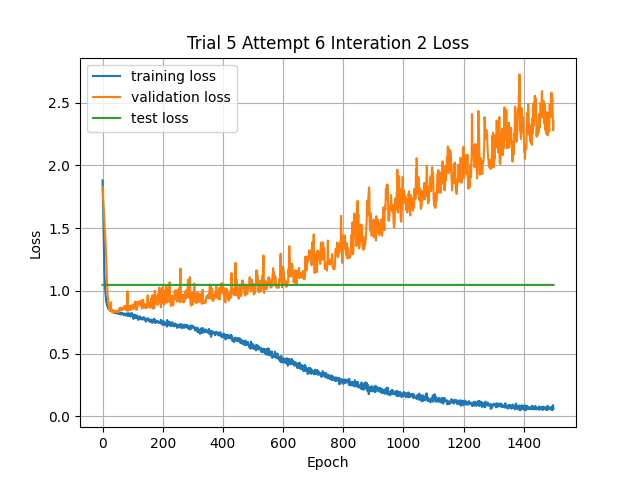 Trial 5 Attempt 6 Interation 2 Loss
training loss
validation loss
test loss
Loss
2.5
2.0
1.5
1.0
0.5
0.0
0 200 400 600 800 1000 1200 1400
Epoch